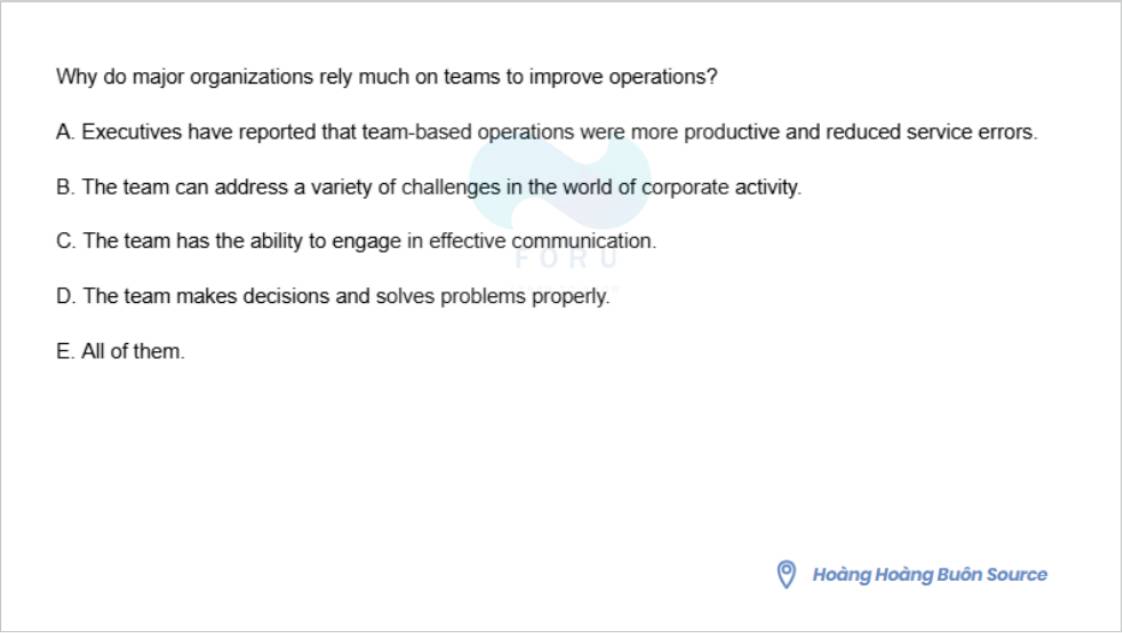 Why do major organizations rely much on teams to improve operations?
A. Executives have reported that team-based operations were more productive and reduced service errors.
B. The team can address a variety of challenges in the world of corporate activity.
C. The team has the ability to engage in effective communication.
FORU
D. The team makes decisions and solves problems properly.
E. All of them.
Hoàng Hoàng Buôn Source